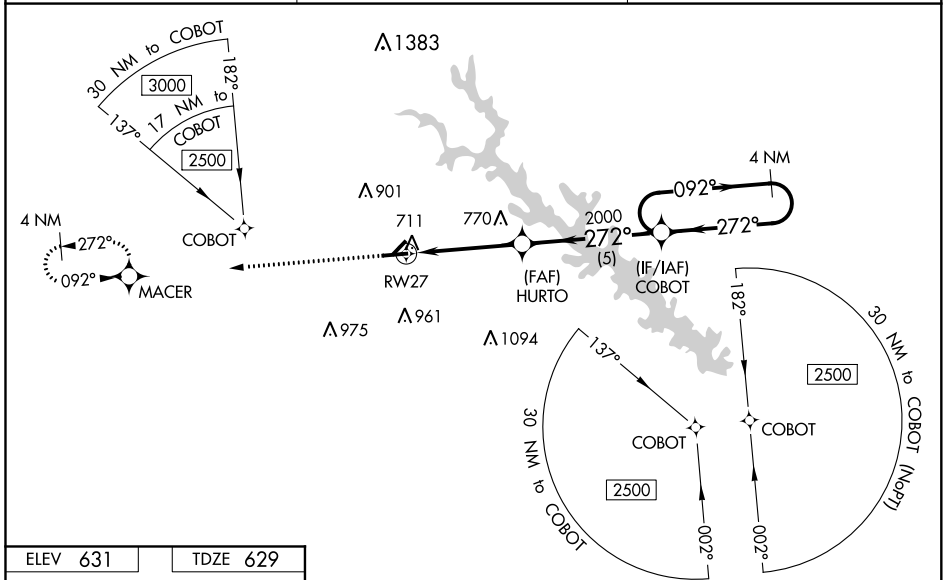 1383
30 NM to COBOT
3000
182°
137°
17 NM to
COBOT
2500
COBOT
4 NM
272°
092°
MACER
901
711
770
RW27
975
961
1094
(FAF)
HURTO
2000
272°
(5)
(IF/IAF)
COBOT
4 NM
092°
272°
137°
COBOT
30 NM to COBOT
2500
002°
182°
COBOT
2500
30 NM to COBOT (NoPT)
002°
ELEV 631
TDZE 629